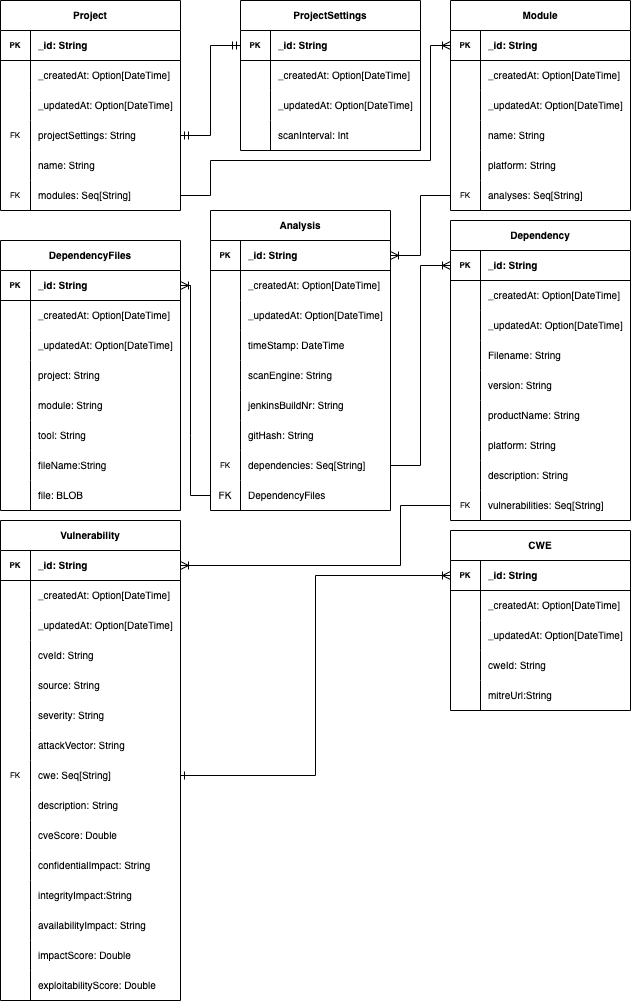 Project
PK _id: String
_createdAt: Option[DateTime]
_updatedAt: Option[DateTime]
FK projectSettings: String
name: String
FK modules: Seq[String]
ProjectSettings
PK _id: String
_createdAt: Option[DateTime]
_updatedAt: Option[DateTime]
scanInterval: Int
Module
PK _id: String
_createdAt: Option[DateTime]
_updatedAt: Option[DateTime]
name: String
platform: String
FK analyses: Seq[String]
DependencyFiles
PK _id: String
_createdAt: Option[DateTime]
_updatedAt: Option[DateTime]
project: String
module: String
tool: String
fileName:String
file: BLOB
Analysis
PK _id: String
_createdAt: Option[DateTime]
_updatedAt: Option[DateTime]
timeStamp: DateTime
scanEngine: String
jenkinsBuildNr: String
gitHash: String
FK dependencies: Seq[String]
FK DependencyFiles
Dependency
PK _id: String
_createdAt: Option[DateTime]
_updatedAt: Option[DateTime]
Filename: String
version: String
productName: String
platform: String
description: String
FK vulnerabilities: Seq[String]
Vulnerability
PK _id: String
_createdAt: Option[DateTime]
_updatedAt: Option[DateTime]
cveId: String
source: String
severity: String
attackVector: String
FK cwe: Seq[String]
description: String
cveScore: Double
confidentialImpact: String
integrityImpact:String
availabilityImpact: String
impactScore: Double
exploitabilityScore: Double
CWE
PK _id: String
_createdAt: Option[DateTime]
_updatedAt: Option[DateTime]
cweId: String
mitreUrl:String